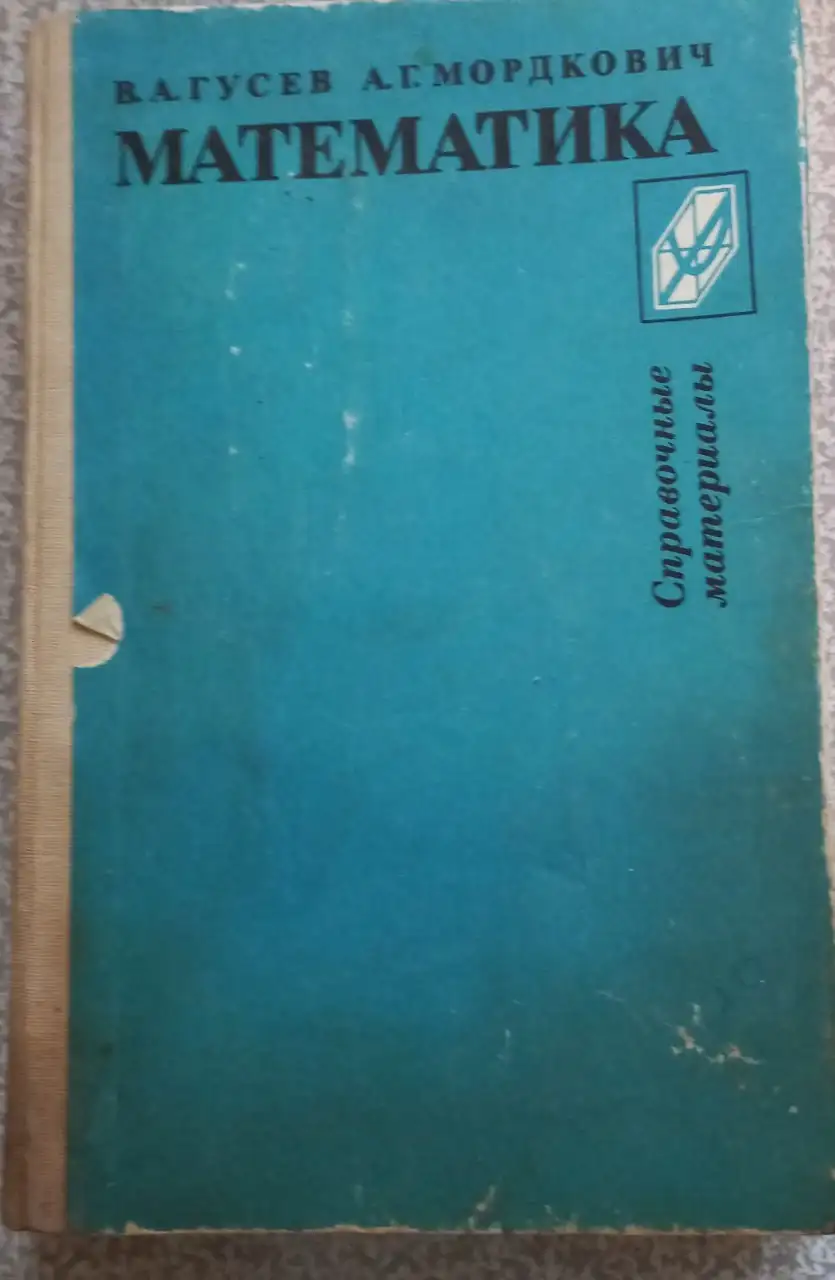 В. А. ГУСЕВ А. Г. МОРДКОВИЧ
МАТЕМАТИКА
Справочные
материалы